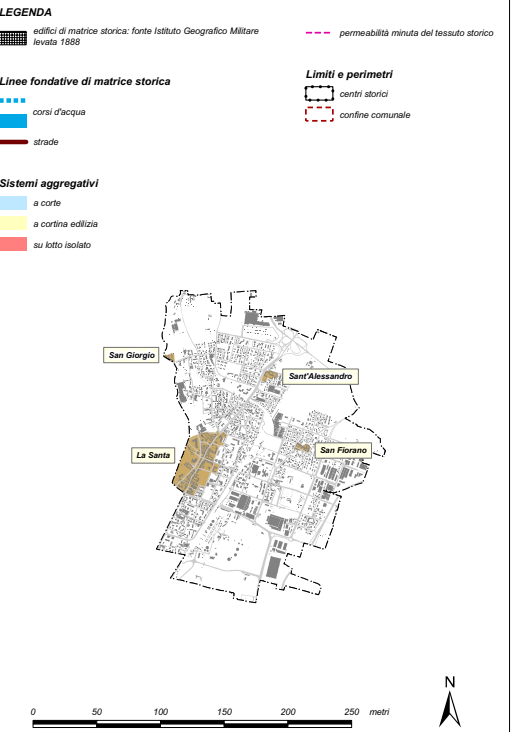 LEGENDA
edifici di matrice storica: fonte Istituto Geografico Militare
levata 1888
permeabilità minuta del tessuto storico
Linee fondative di matrice storica
corsi d'acqua
strade
Limiti e perimetri
centri storici
confine comunale
Sistemi aggregativi
a corte
a cortina edilizia
su lotto isolato
San Giorgio
Sant'Alessandro
La Santa
San Fiorano
N
0 50 100 150 200 250 metri